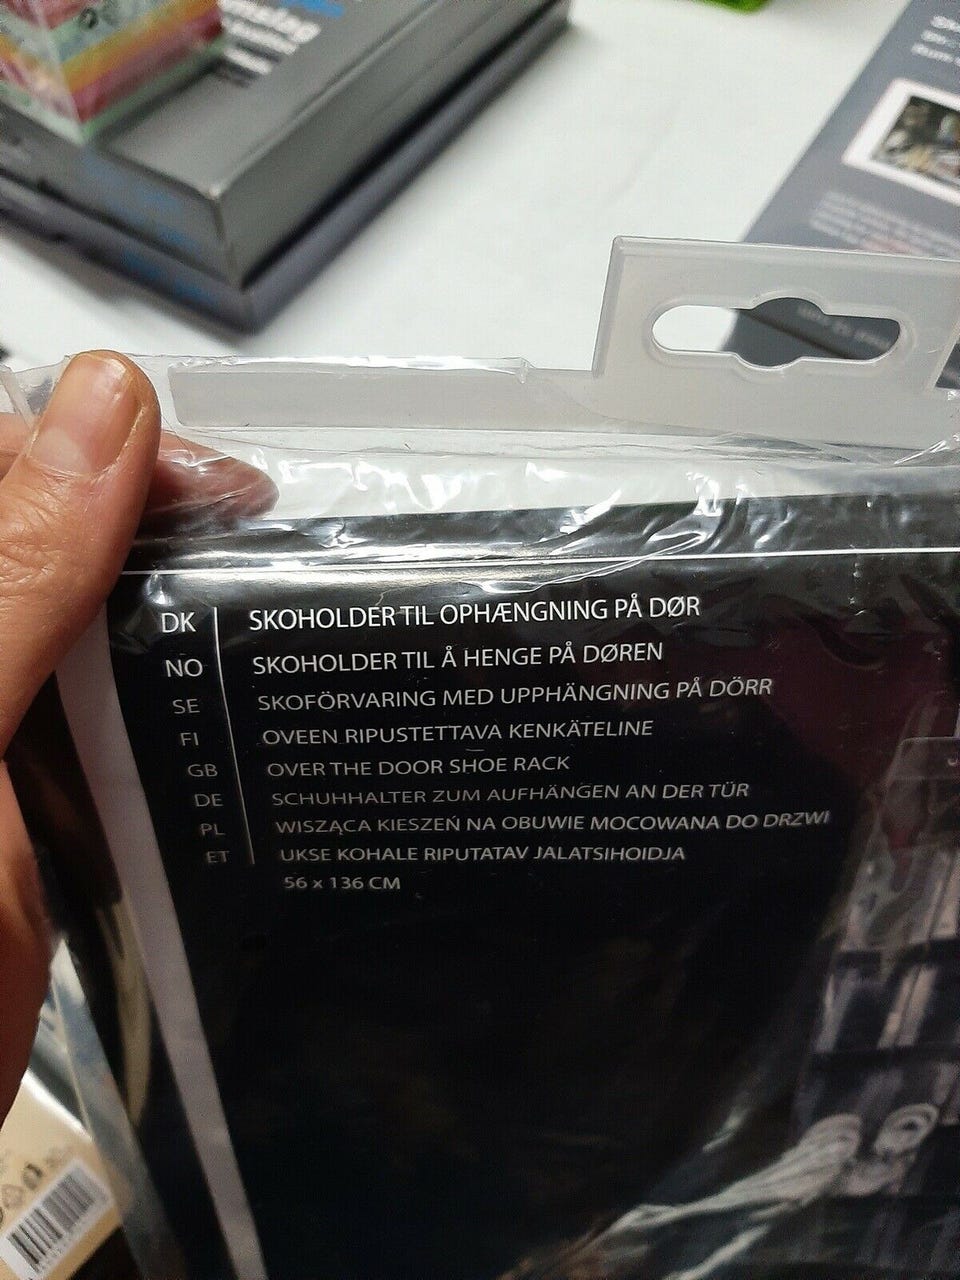 DK SKOHOLDER TIL OPHÆNGNING PÅ DØR
NO SKOHOLDER TIL Å HENGE PÅ DØREN
SE SKOFÖRVARING MED UPPHÄNGNING PÅ DÖRR
FI OVEEN RIPUSTETTAVA KENKÄTELINE
GB OVER THE DOOR SHOE RACK
DE SCHUHHALTER ZUM AUFHÄNGEN AN DER TÜR
PL WISZĄCA KIESZEŃ NA OBUWIE MOCOWANA DO DRZWI
ET UKSE KOHALE RIPUTATAV JALATSIHOIDJA
56 x 136 CM